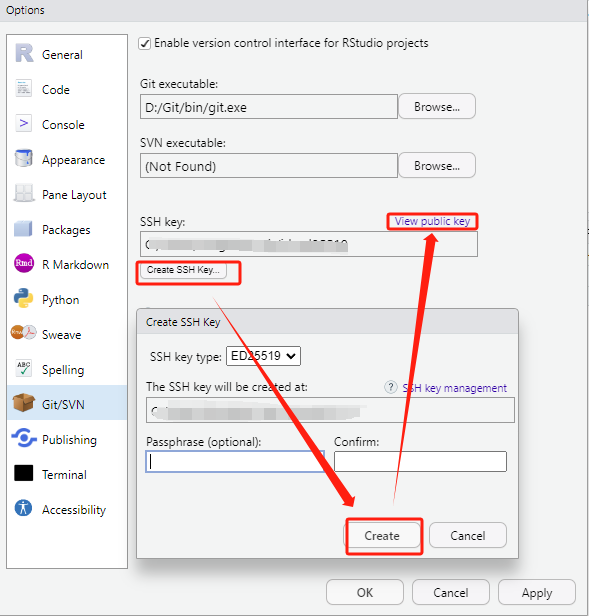 Options
General
Code
Console
Appearance
Pane Layout
Packages
R Markdown
Python
Sweave
Spelling
Git/SVN
Publishing
Terminal
Accessibility
Enable version control interface for RStudio projects
Git executable:
D:/Git/bin/git.exe
Browse...
SVN executable:
(Not Found)
Browse...
SSH key:
View public key
Create SSH Key...
Create SSH Key
SSH key type:
ED25519
The SSH key will be created at:
? SSH key management
Passphrase (optional):
Confirm:
Create
Cancel
OK
Cancel
Apply